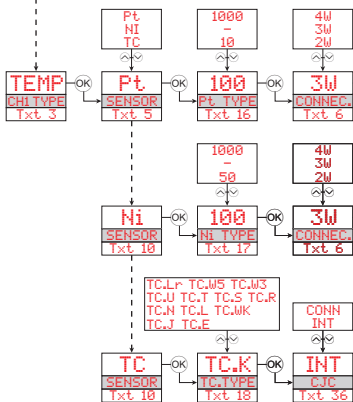 Pt
NI
TC
1000
-
10
4W
3W
2W
TEMP
CH1 TYPE
Txt 3
OK
Pt
SENSOR
Txt 5
OK
100
Pt TYPE
Txt 16
OK
3W
CONNEC.
Txt 6
1000
-
50
4W
3W
2W
Ni
SENSOR
Txt 10
OK
100
Ni TYPE
Txt 17
OK
3W
CONNEC.
Txt 6
TC.Lr TC.W5 TC.W3
TC.U TC.T TC.S TC.R
TC.N TC.L TC.WK
TC.J TC.E
CONN
INT
TC
SENSOR
Txt 10
OK
TC.K
TC.TYPE
Txt 18
OK
INT
CJC
Txt 36